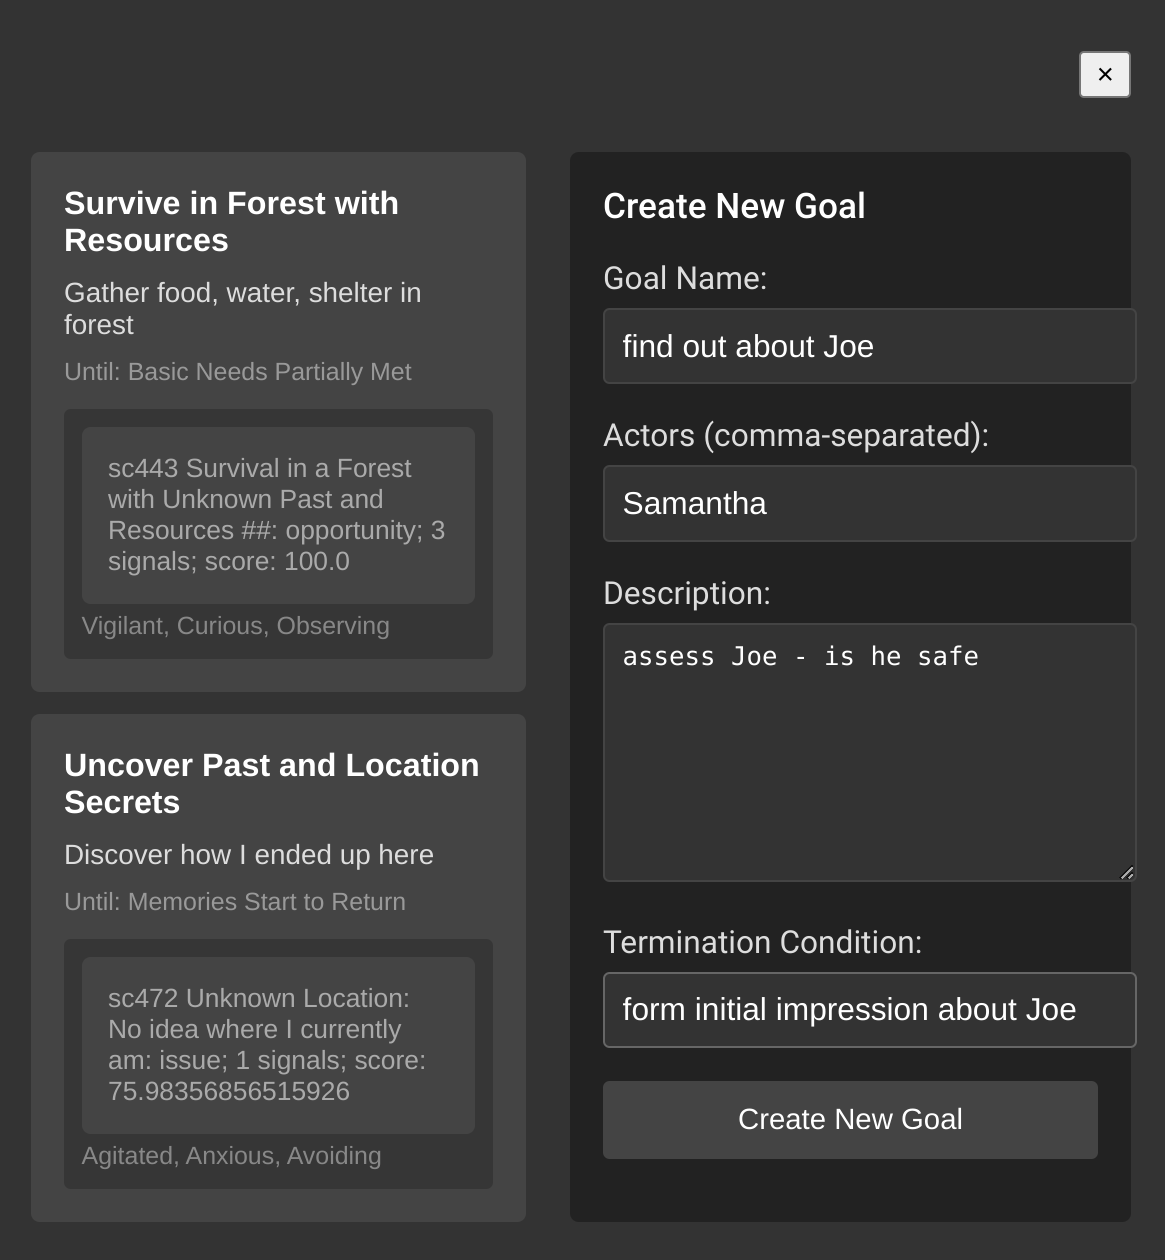 ×
Survive in Forest with
Resources
Gather food, water, shelter in
forest
Until: Basic Needs Partially Met
sc443 Survival in a Forest
with Unknown Past and
Resources ##: opportunity; 3
signals; score: 100.0
Vigilant, Curious, Observing
Uncover Past and Location
Secrets
Discover how I ended up here
Until: Memories Start to Return
sc472 Unknown Location:
No idea where I currently
am: issue; 1 signals; score:
75.98356856515926
Agitated, Anxious, Avoiding
Create New Goal
Goal Name:
find out about Joe
Actors (comma-separated):
Samantha
Description:
assess Joe - is he safe
Termination Condition:
form initial impression about Joe
Create New Goal